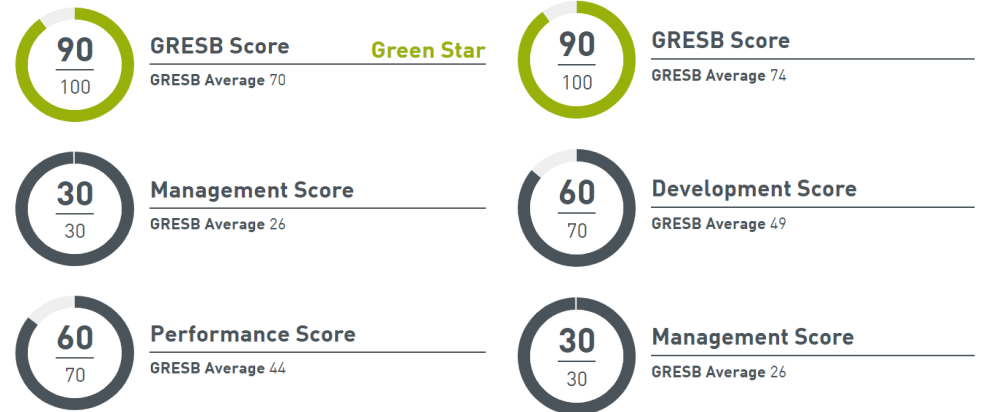 90
100
GRESB Score
Green Star
GRESB Average 70
30
30
Management Score
GRESB Average 26
60
70
Performance Score
GRESB Average 44
90
100
GRESB Score
GRESB Average 74
60
70
Development Score
GRESB Average 49
30
30
Management Score
GRESB Average 26